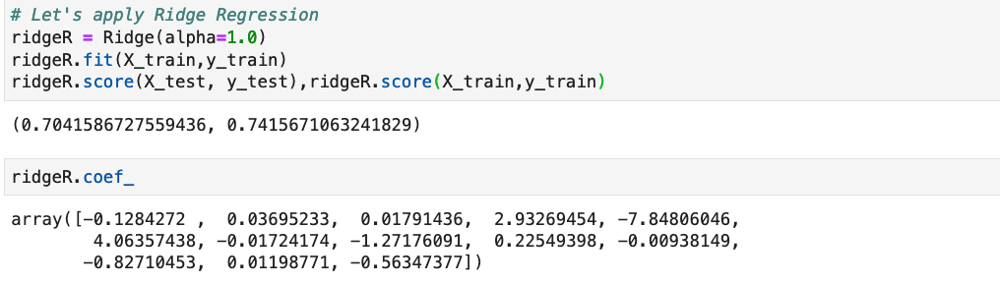 # Let's apply Ridge Regression
ridgeR = Ridge(alpha=1.0)
ridgeR.fit(X_train,y_train)
ridgeR.score(X_test, y_test),ridgeR.score(X_train,y_train)
(0.7041586727559436, 0.7415671063241829)
ridgeR.coef_
array([-0.1284272 ,  0.03695233,  0.01791436,  2.93269454, -7.84806046,
        4.06357438, -0.01724174, -1.27176091,  0.22549398, -0.00938149,
       -0.82710453,  0.01198771, -0.56347377])